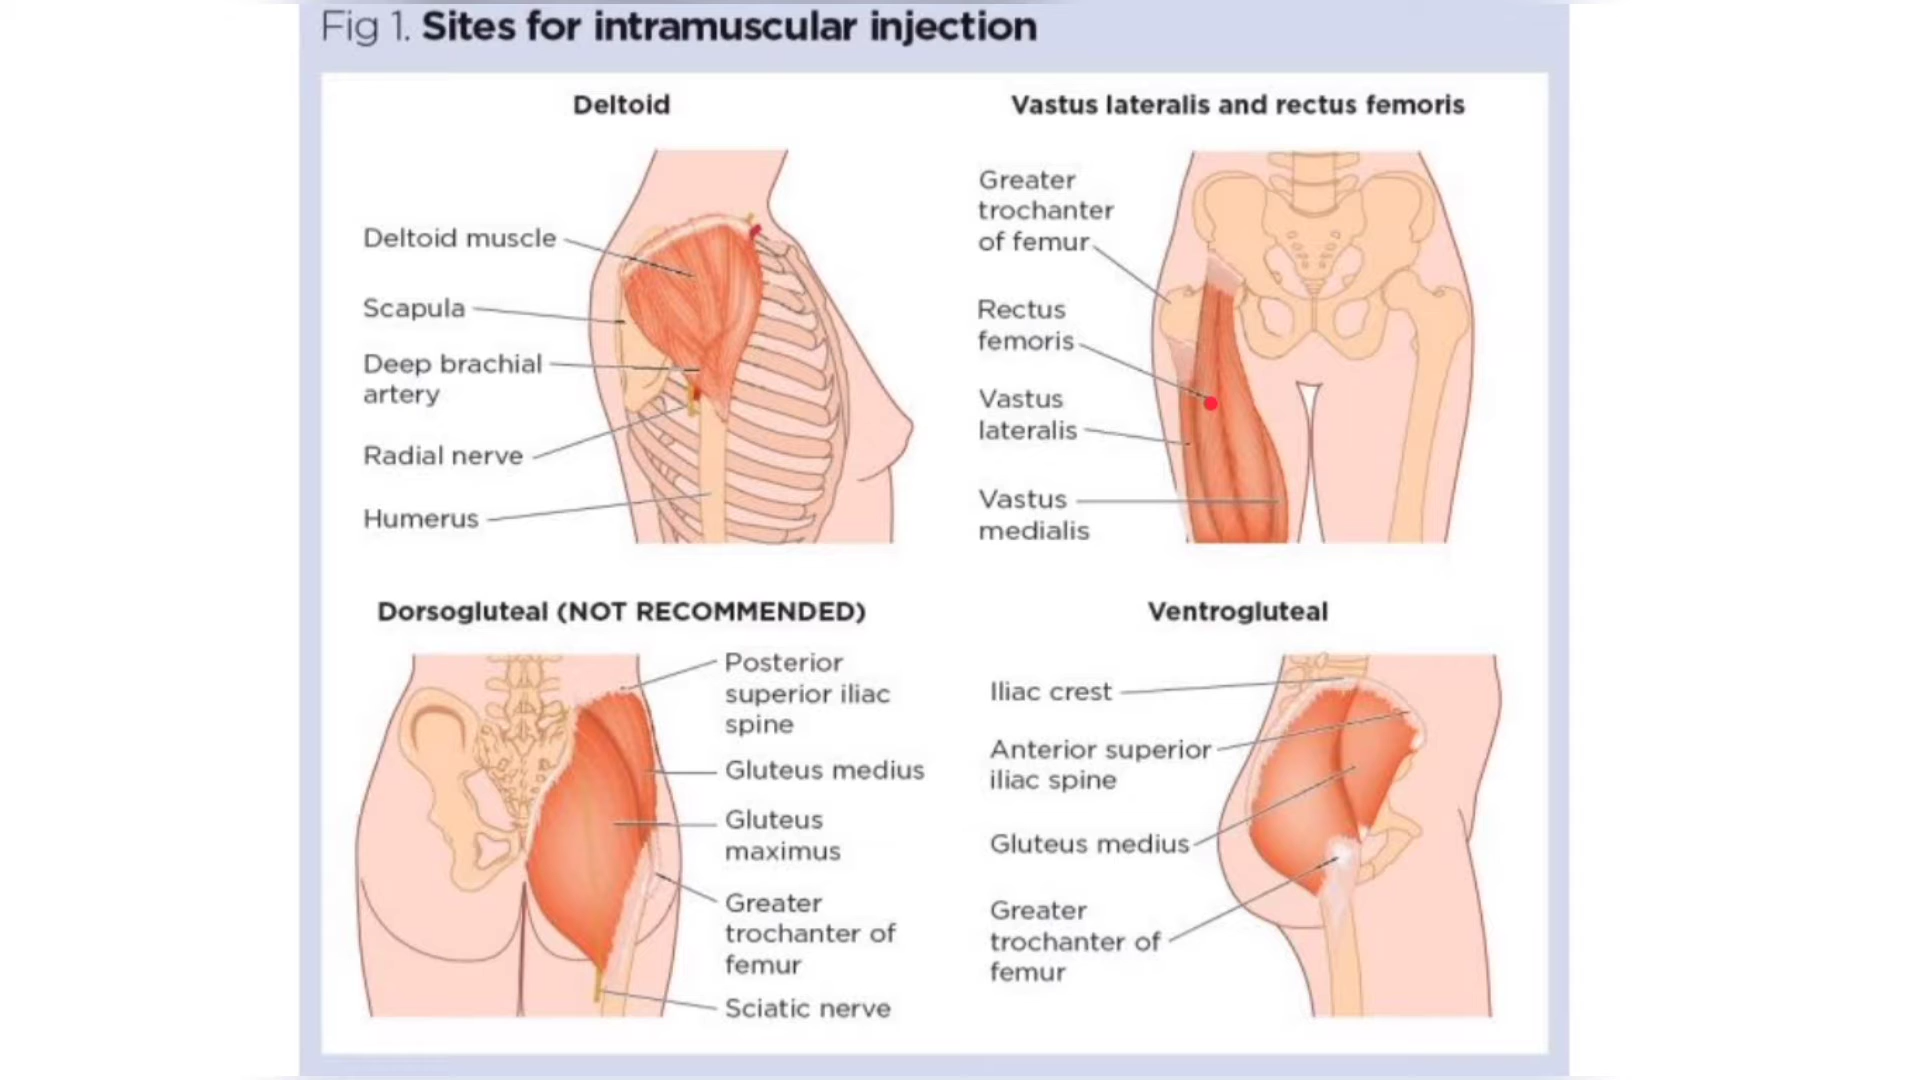 Fig 1. Sites for intramuscular injection
Deltoid
Deltoid muscle
Scapula
Deep brachial
artery
Radial nerve
Humerus
Vastus lateralis and rectus femoris
Greater
trochanter
of femur
Rectus
femoris
Vastus
lateralis
Vastus
medialis
Dorsogluteal (NOT RECOMMENDED)
Posterior
superior iliac
spine
Gluteus medius
Gluteus
maximus
Greater
trochanter of
femur
Sciatic nerve
Ventrogluteal
Iliac crest
Anterior superior
iliac spine
Gluteus medius
Greater
trochanter of
femur